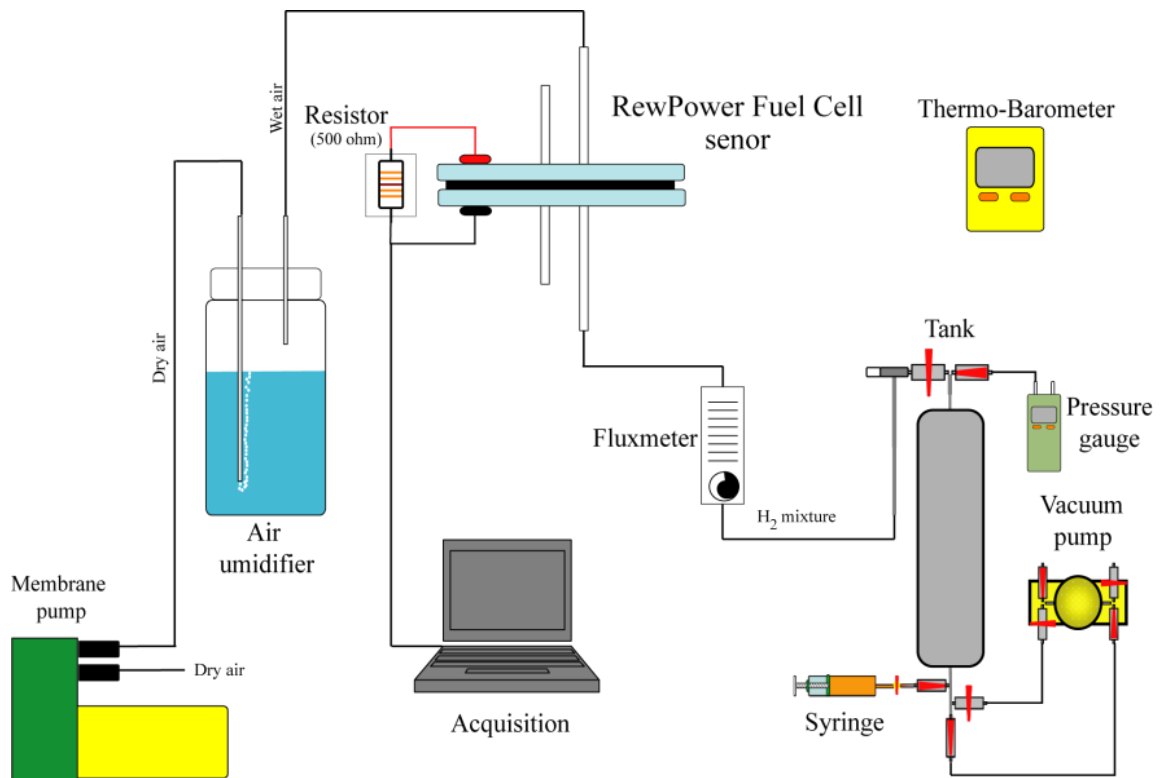 Wet air
Resistor
(500 ohm)
RewPower Fuel Cell
senor
Thermo-Barometer
Dry air
Tank
Pressure
gauge
Fluxmeter
H₂ mixture
Vacuum
pump
Air
umidifier
Membrane
pump
Dry air
Acquisition
Syringe